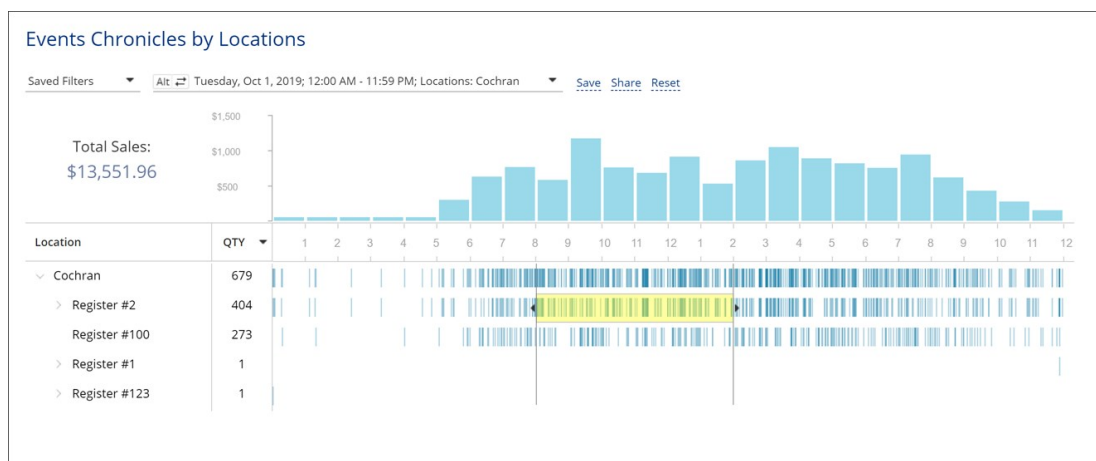 Events Chronicles by Locations
Saved Filters Alt Tuesday, Oct 1, 2019; 12:00 AM - 11:59 PM; Locations: Cochran Save Share Reset
$1,500
Total Sales:
$1,000
$13,551.96
$500
Location QTY 1 2 3 4 5 6 7 8 9 10 11 12 1 2 3 4 5 6 7 8 9 10 11 12
Cochran 679
Register #2 404
Register #100 273
Register #1 1
Register #123 1